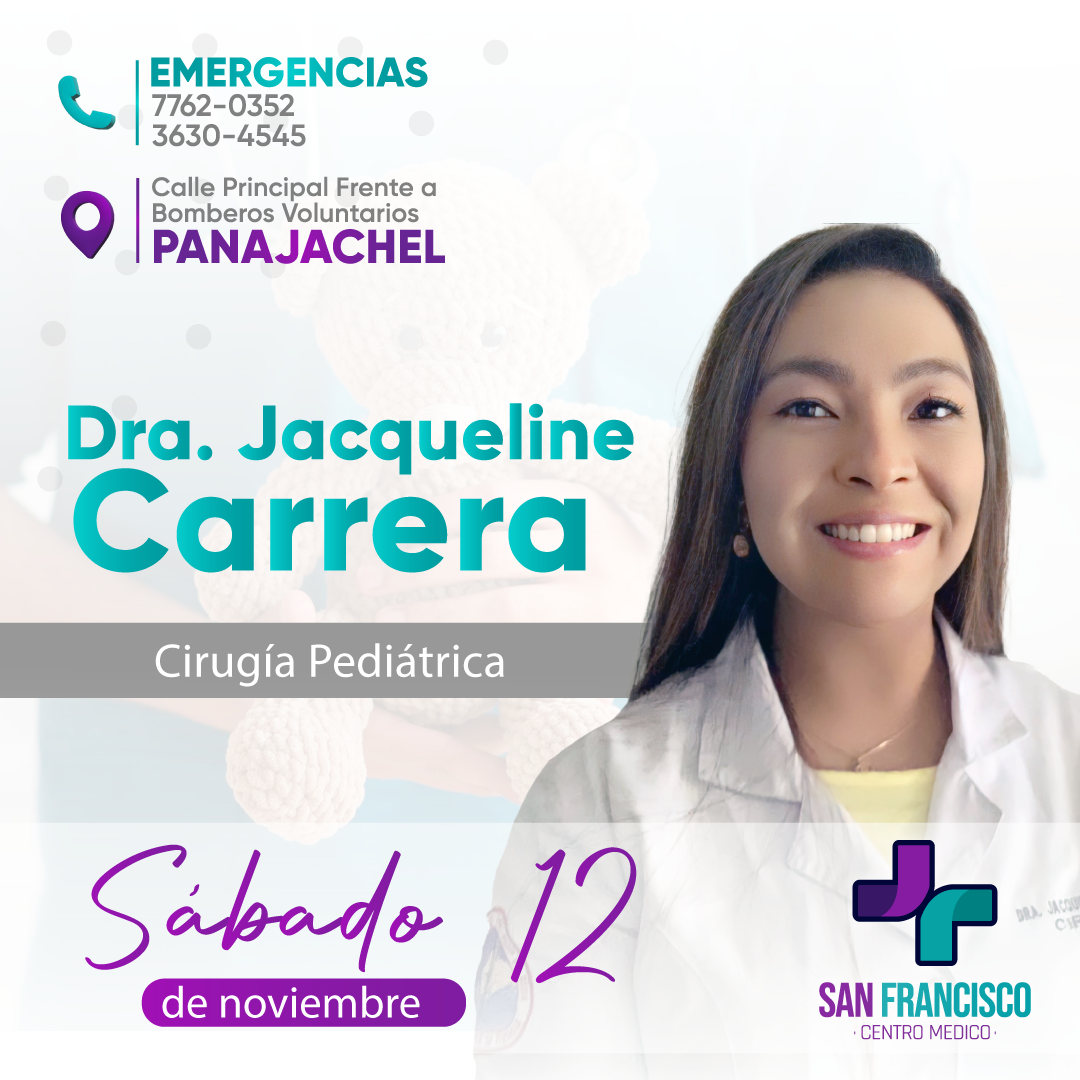 EMERGENCIAS
7762-0352
3630-4545
Calle Principal Frente a
Bomberos Voluntarios
PANAJACHEL
Dra. Jacqueline
Carrera
Cirugía Pediátrica
Sábado 12
de noviembre
DRA.
SAN FRANCISCO
· CENTRO MEDICO ·